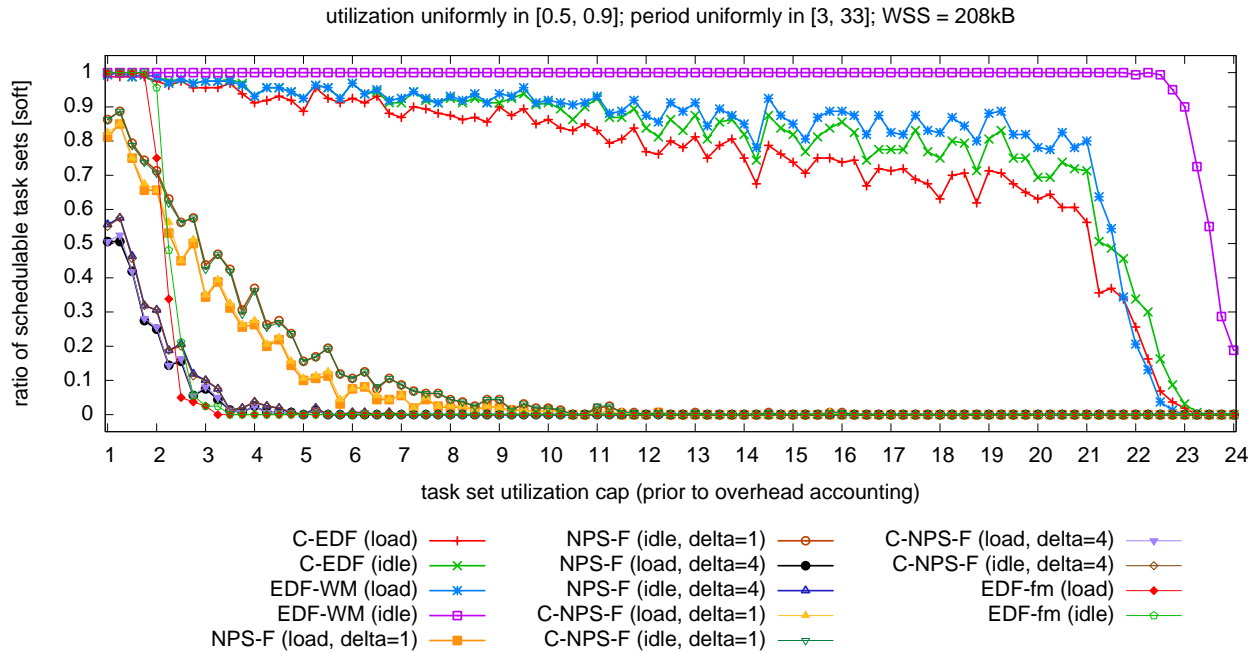 utilization uniformly in [0.5, 0.9]; period uniformly in [3, 33]; WSS = 208kB
ratio of schedulable task sets [soft]
1
0.9
0.8
0.7
0.6
0.5
0.4
0.3
0.2
0.1
0
1 2 3 4 5 6 7 8 9 10 11 12 13 14 15 16 17 18 19 20 21 22 23 24
task set utilization cap (prior to overhead accounting)
C-EDF (load)
C-EDF (idle)
EDF-WM (load)
EDF-WM (idle)
NPS-F (load, delta=1)
NPS-F (idle, delta=1)
NPS-F (load, delta=4)
NPS-F (idle, delta=4)
C-NPS-F (load, delta=1)
C-NPS-F (idle, delta=1)
C-NPS-F (load, delta=4)
C-NPS-F (idle, delta=4)
EDF-fm (load)
EDF-fm (idle)